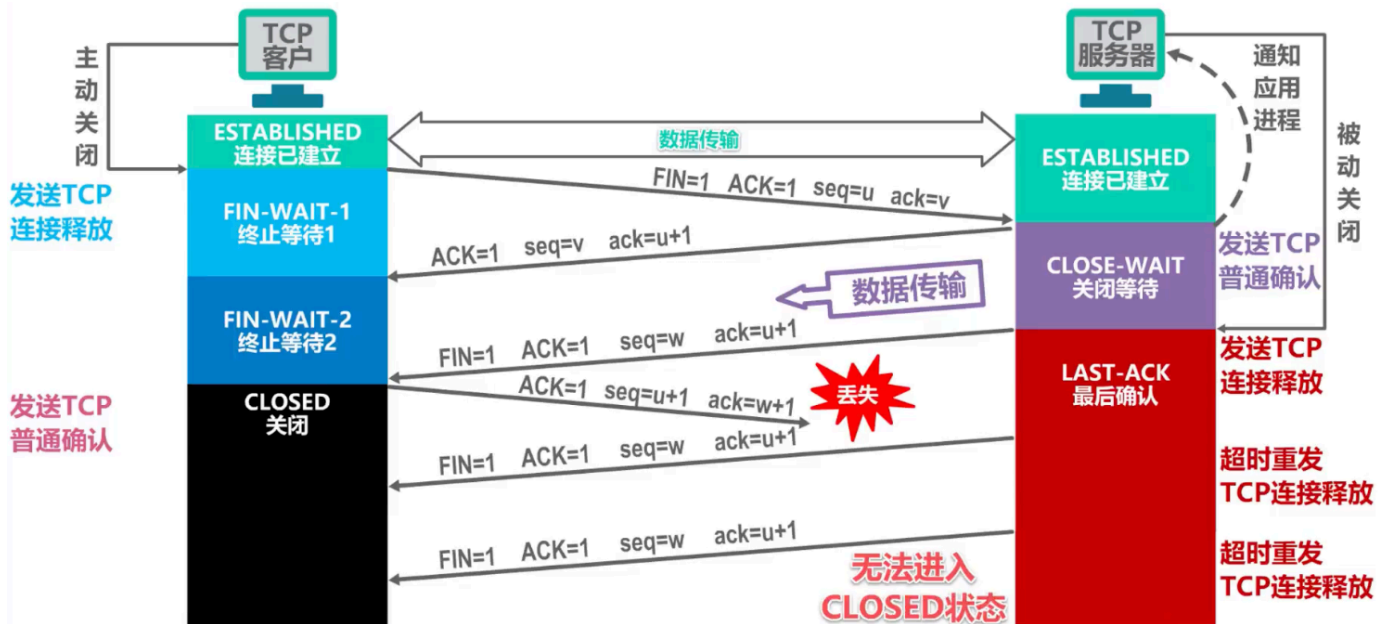 TCP
客户
TCP
服务器
主动关闭
通知
应用
进程
被动关闭
ESTABLISHED
连接已建立
数据传输
ESTABLISHED
连接已建立
发送TCP
连接释放
FIN-WAIT-1
终止等待1
FIN=1 ACK=1 seq=u ack=v
ACK=1 seq=v ack=u+1
CLOSE-WAIT
关闭等待
发送TCP
普通确认
数据传输
FIN-WAIT-2
终止等待2
FIN=1 ACK=1 seq=w ack=u+1
LAST-ACK
最后确认
发送TCP
连接释放
发送TCP
普通确认
CLOSED
关闭
ACK=1 seq=u+1 ack=w+1
丢失
FIN=1 ACK=1 seq=w ack=u+1
超时重发
TCP连接释放
FIN=1 ACK=1 seq=w ack=u+1
无法进入
CLOSED状态
超时重发
TCP连接释放